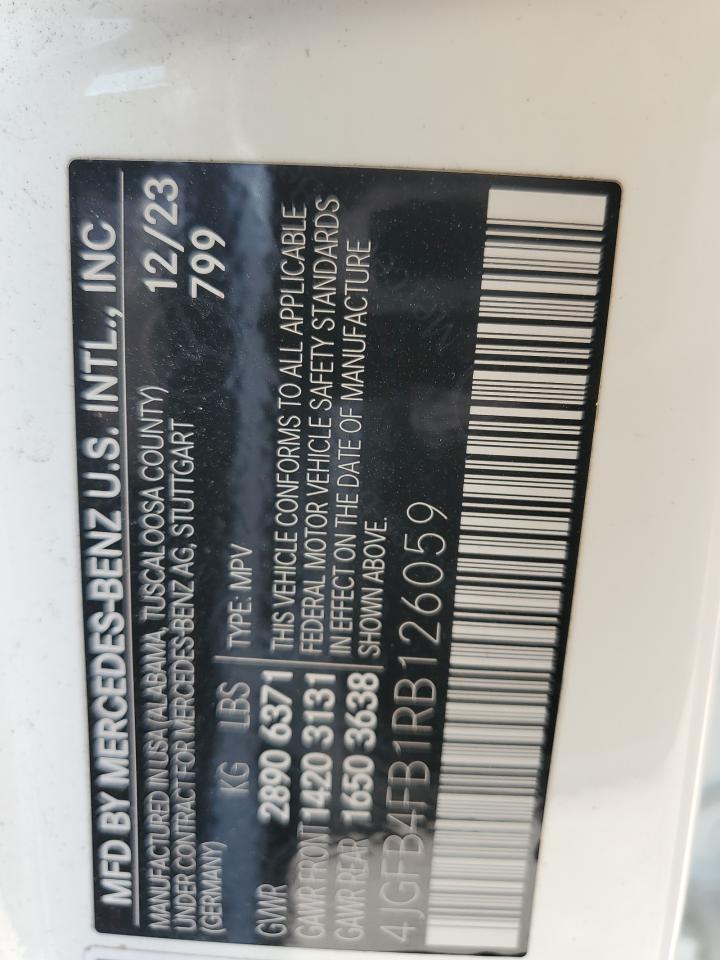 MFD BY MERCEDES-BENZ U.S. INTL., INC
MANUFACTURED IN USA (ALABAMA, TUSCALOOSA COUNTY) 12/23
UNDER CONTRACT FOR MERCEDES-BENZ AG, STUTTGART 799
(GERMANY)
KG LBS TYPE: MPV
GVWR 2890 6371 THIS VEHICLE CONFORMS TO ALL APPLICABLE
GAWR FRONT 1420 3131 FEDERAL MOTOR VEHICLE SAFETY STANDARDS
GAWR REAR 1650 3638 IN EFFECT ON THE DATE OF MANUFACTURE
SHOWN ABOVE.
4JGFB4FB1RB126059